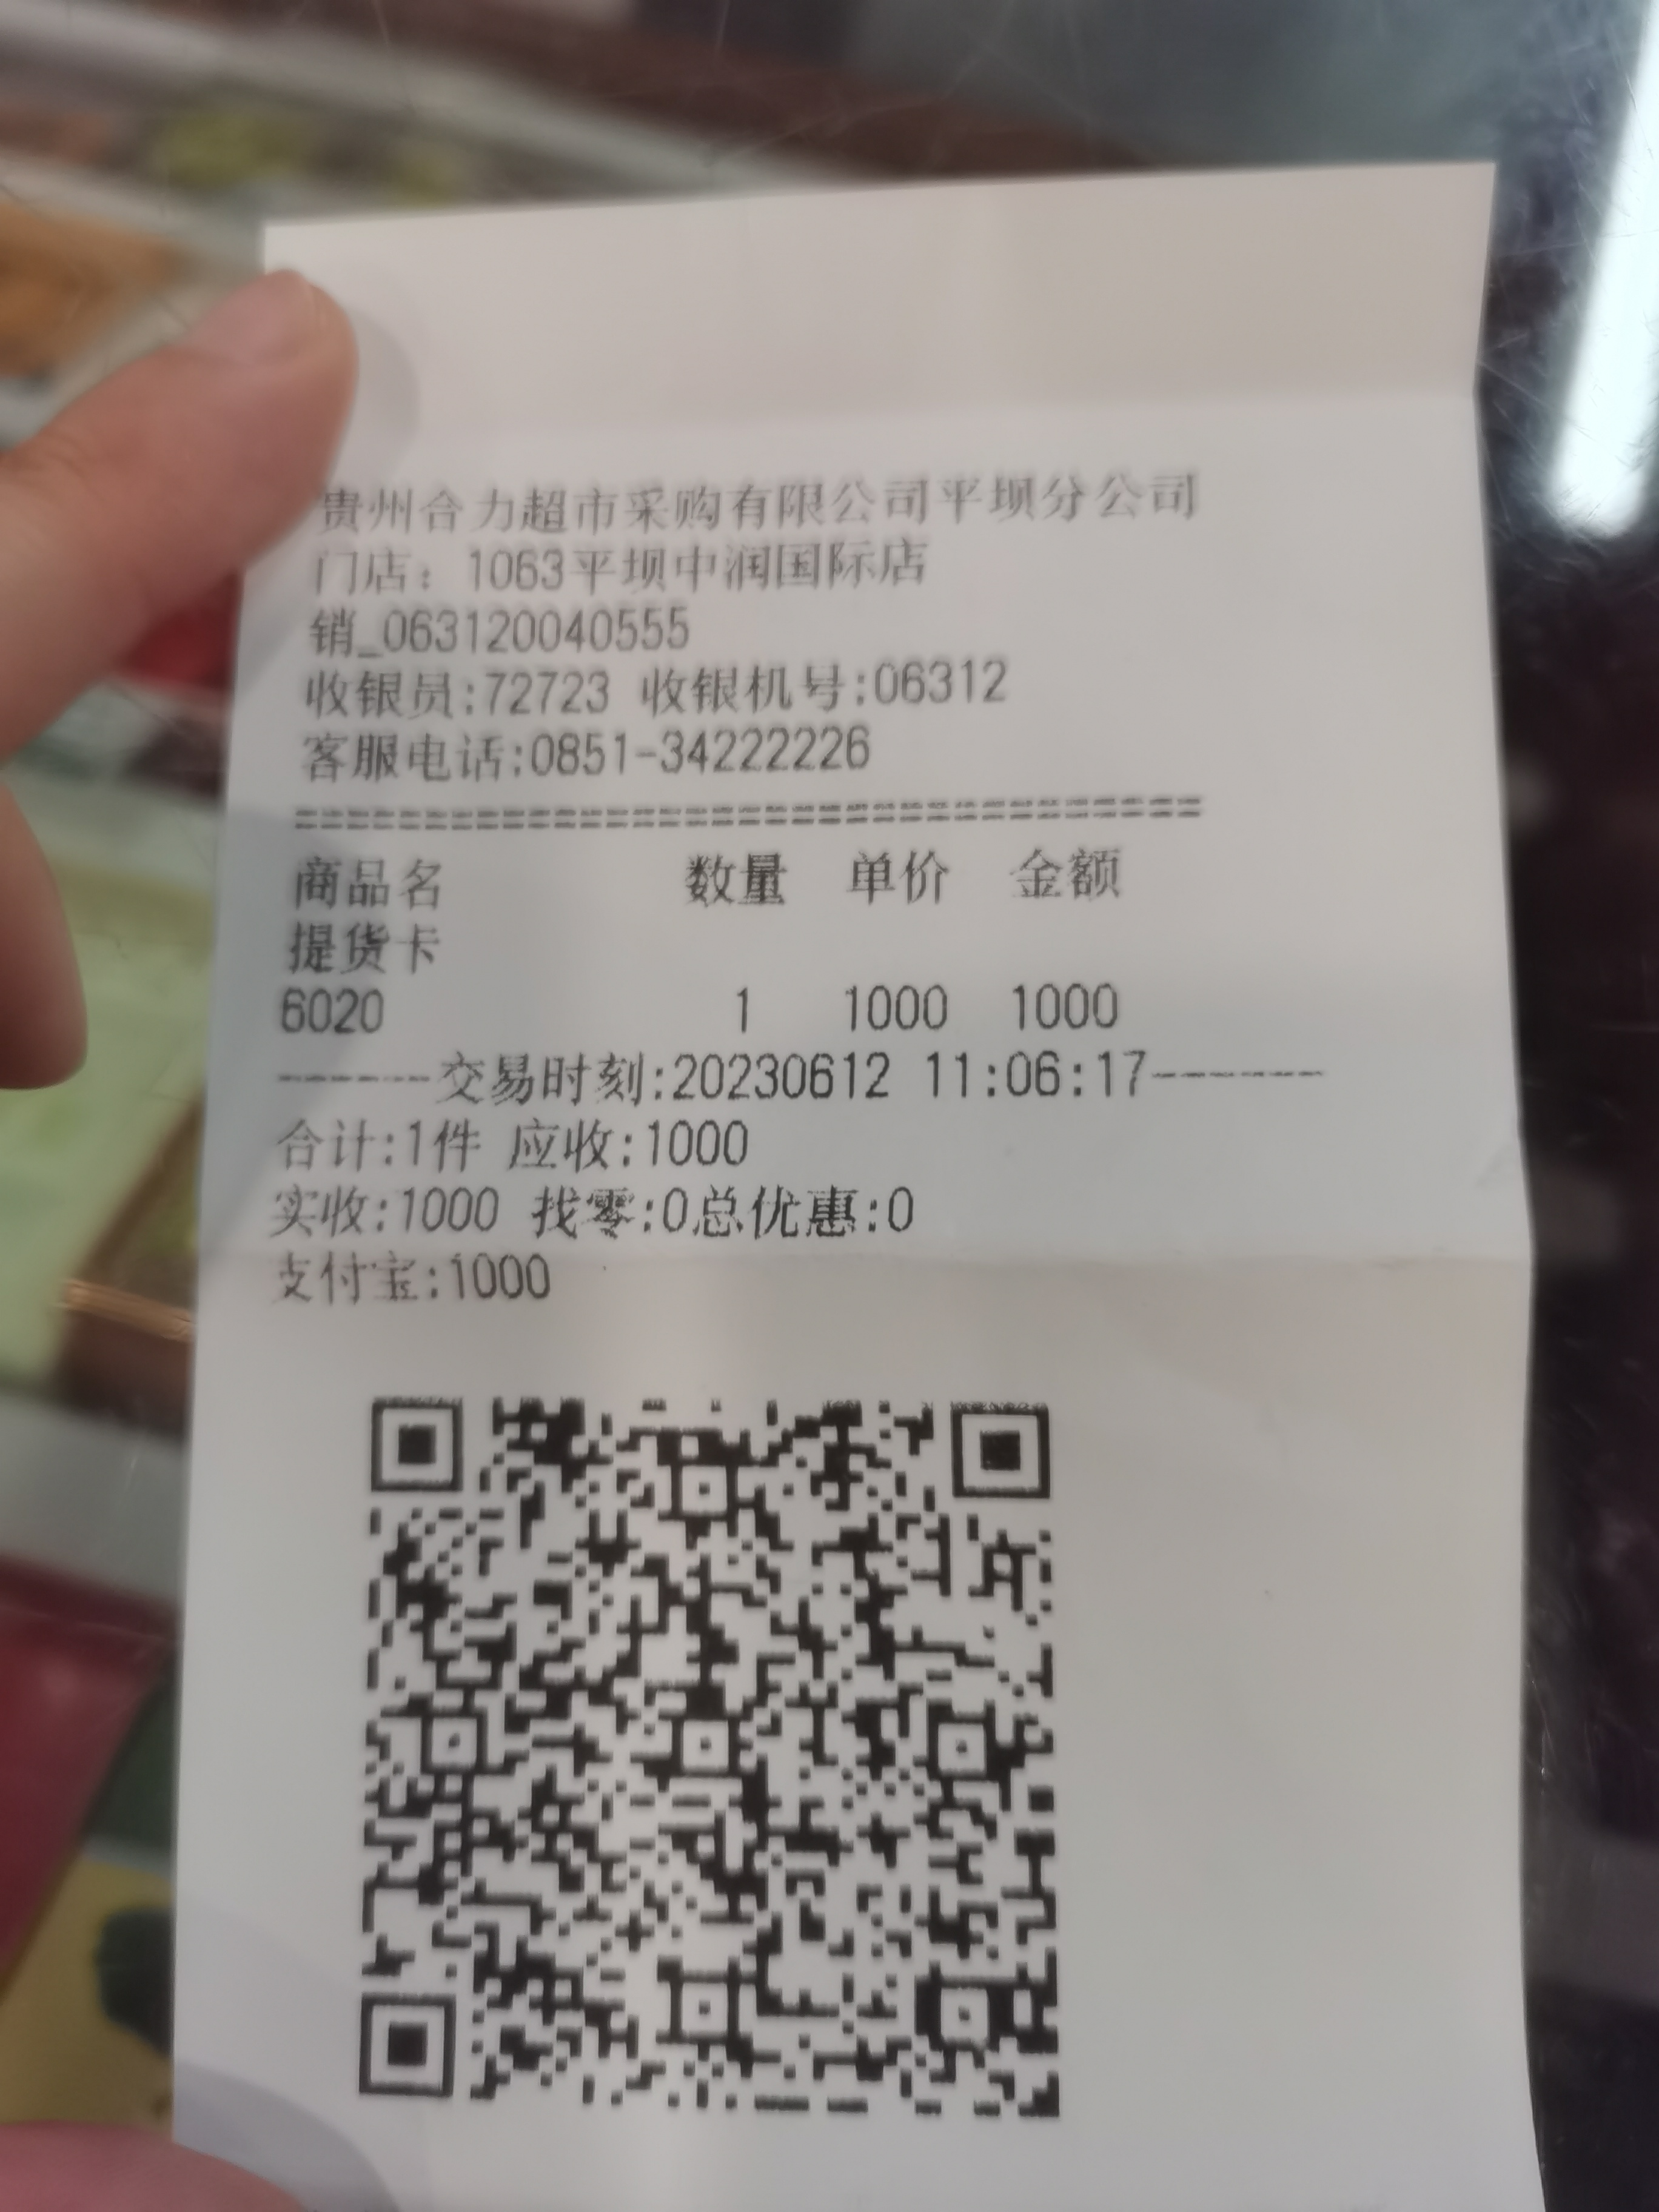 贵州合力超市采购有限公司平坝分公司
门店：1063平坝中润国际店
销_063120040555
收银员:72723 收银机号:06312
客服电话:0851-34222226
==================================
商品名 数量 单价 金额
提货卡
6020 1 1000 1000
------交易时刻:20230612 11:06:17-------
合计:1件 应收:1000
实收:1000 找零:0总优惠:0
支付宝:1000